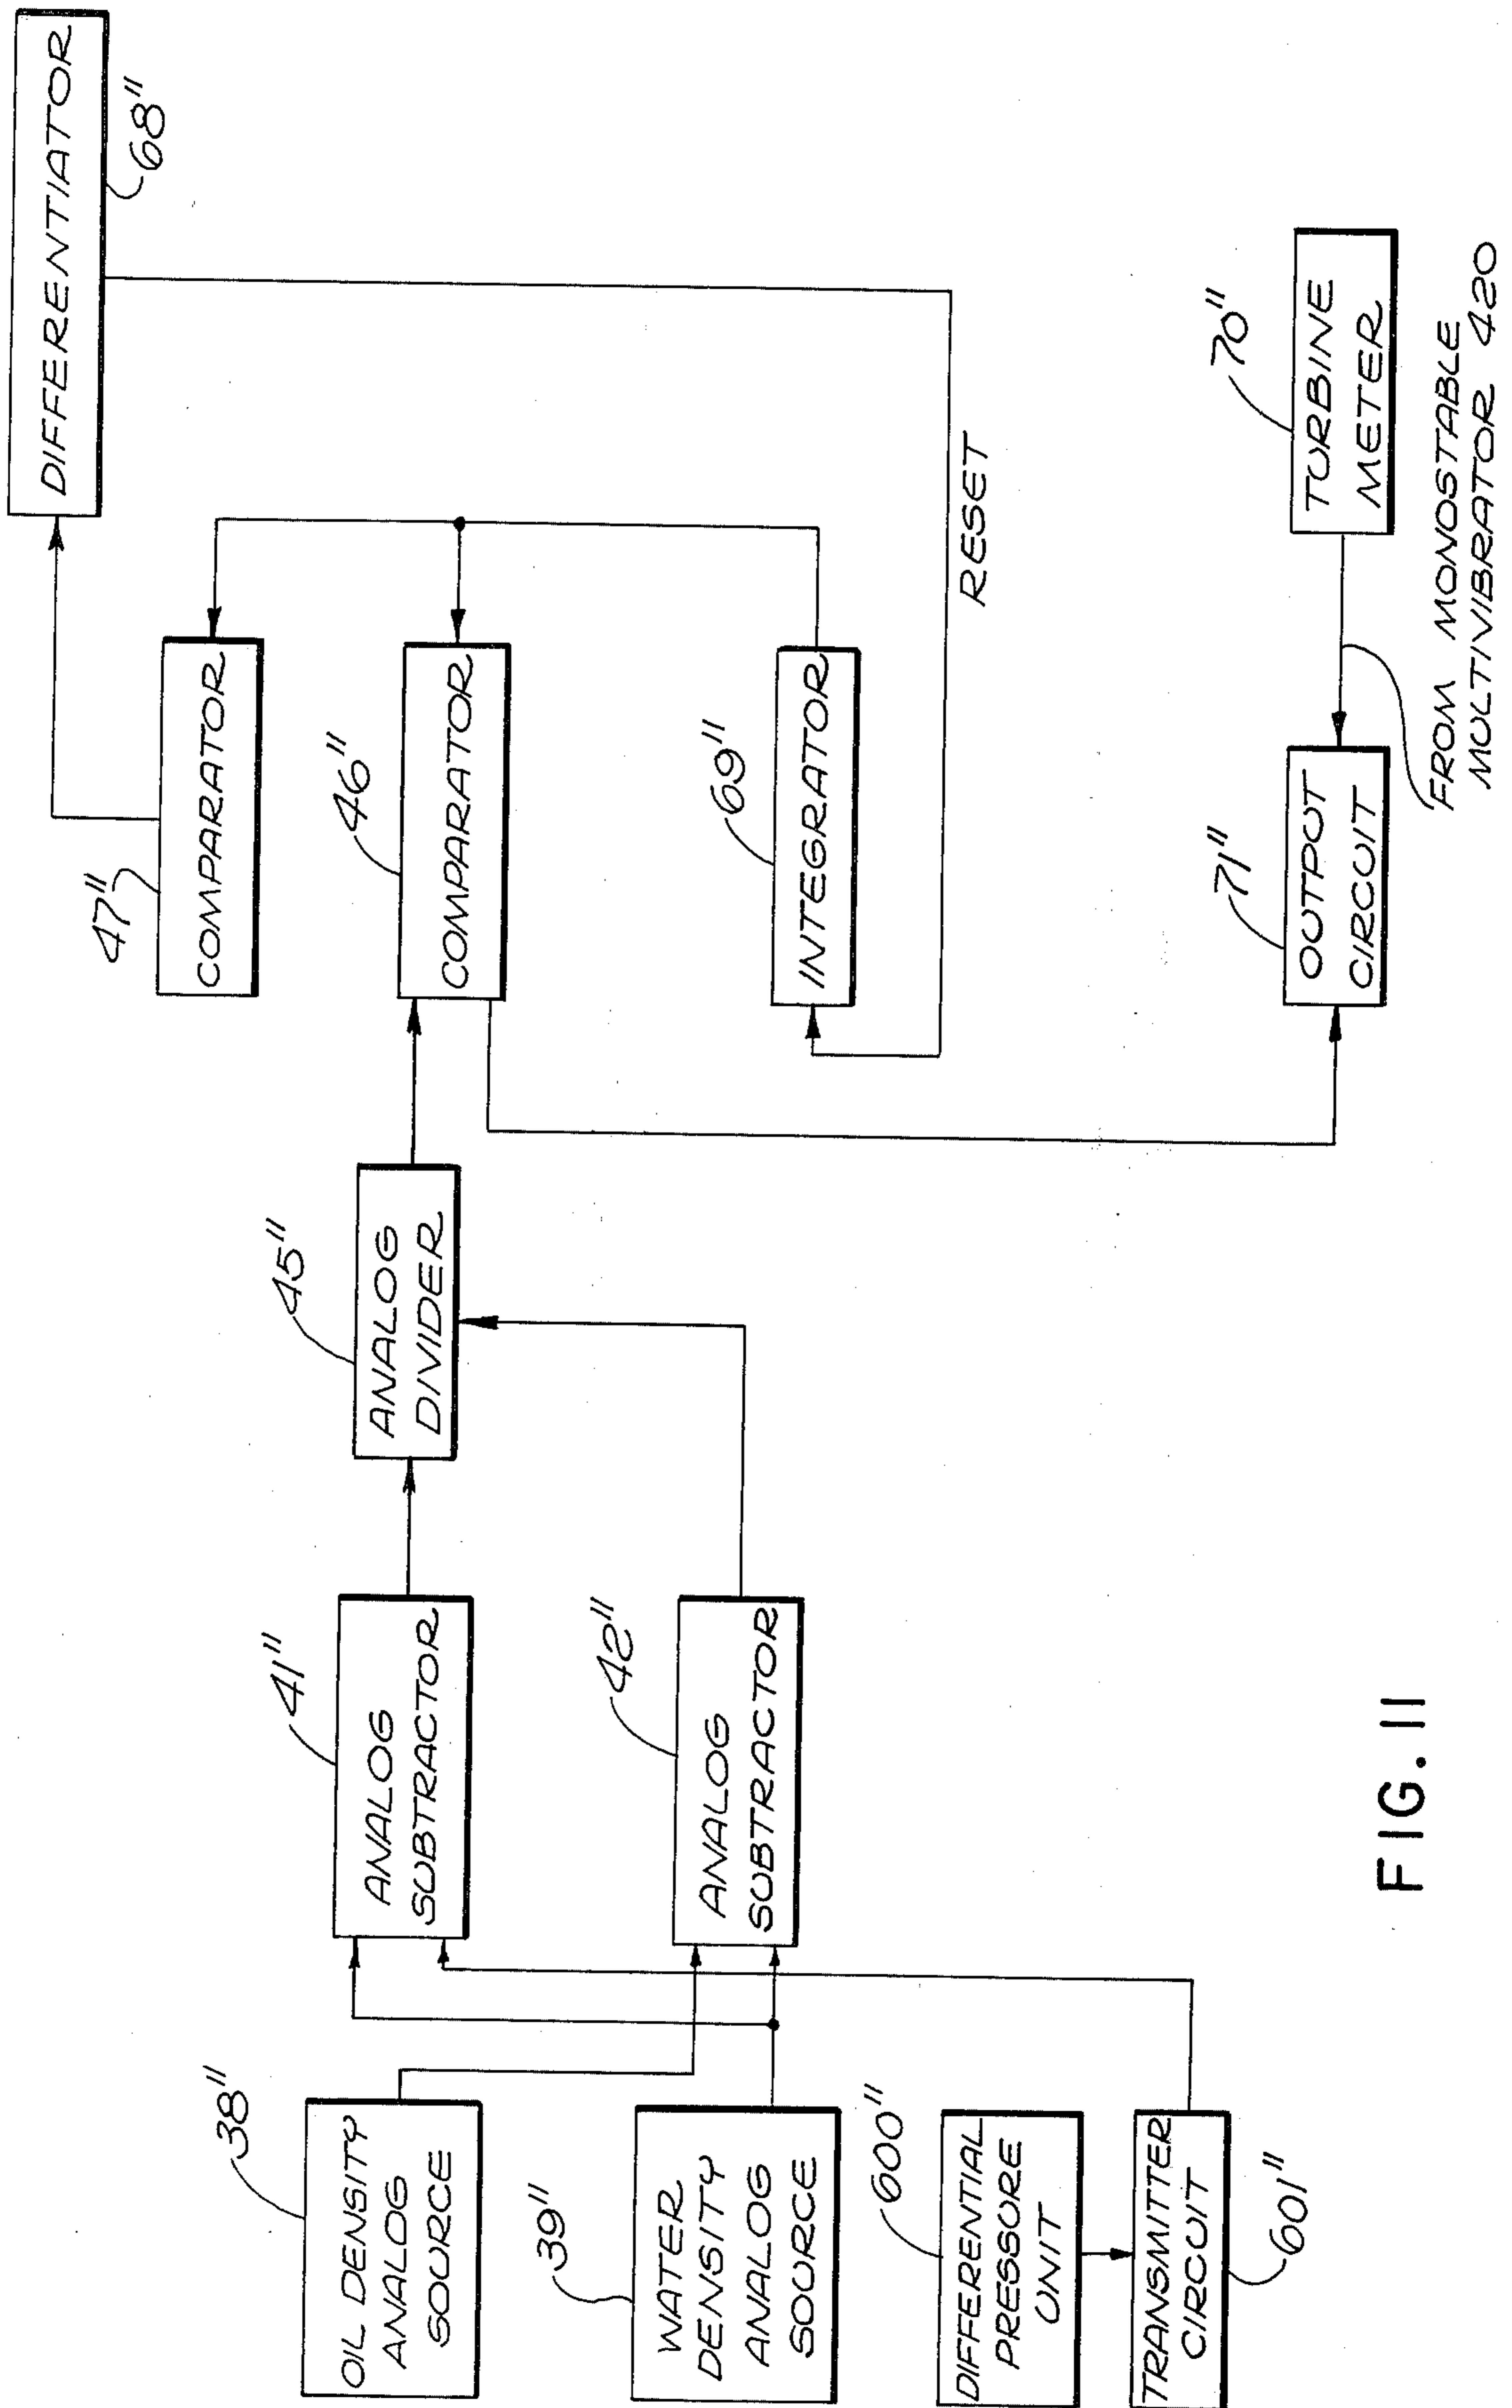 38"
OIL DENSITY
ANALOG
SOURCE
39"
WATER
DENSITY
ANALOG
SOURCE
600"
DIFFERENTIAL
PRESSURE
UNIT
TRANSMITTER
CIRCUIT
601"
41"
ANALOG
SUBTRACTOR
42"
ANALOG
SUBTRACTOR
45"
ANALOG
DIVIDER
47"
COMPARATOR
46"
COMPARATOR
69"
INTEGRATOR
DIFFERENTIATOR
68"
RESET
71"
OUTPUT
CIRCUIT
70"
TURBINE
METER
FROM MONOSTABLE
MULTIVIBRATOR 420
FIG. 11